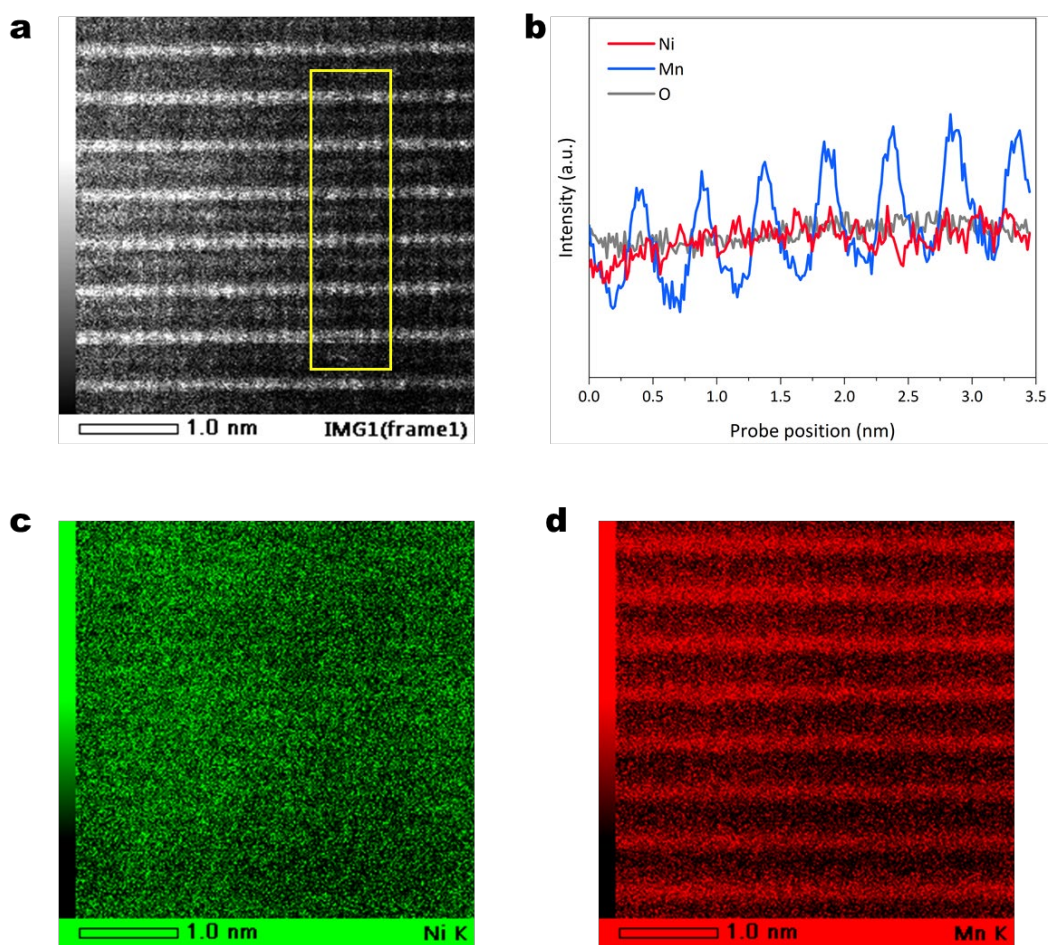 a
1.0 nm IMG1(frame1)
b
Ni
Mn
O
Intensity (a.u.)
0.0 0.5 1.0 1.5 2.0 2.5 3.0 3.5
Probe position (nm)
c
1.0 nm Ni K
d
1.0 nm Mn K